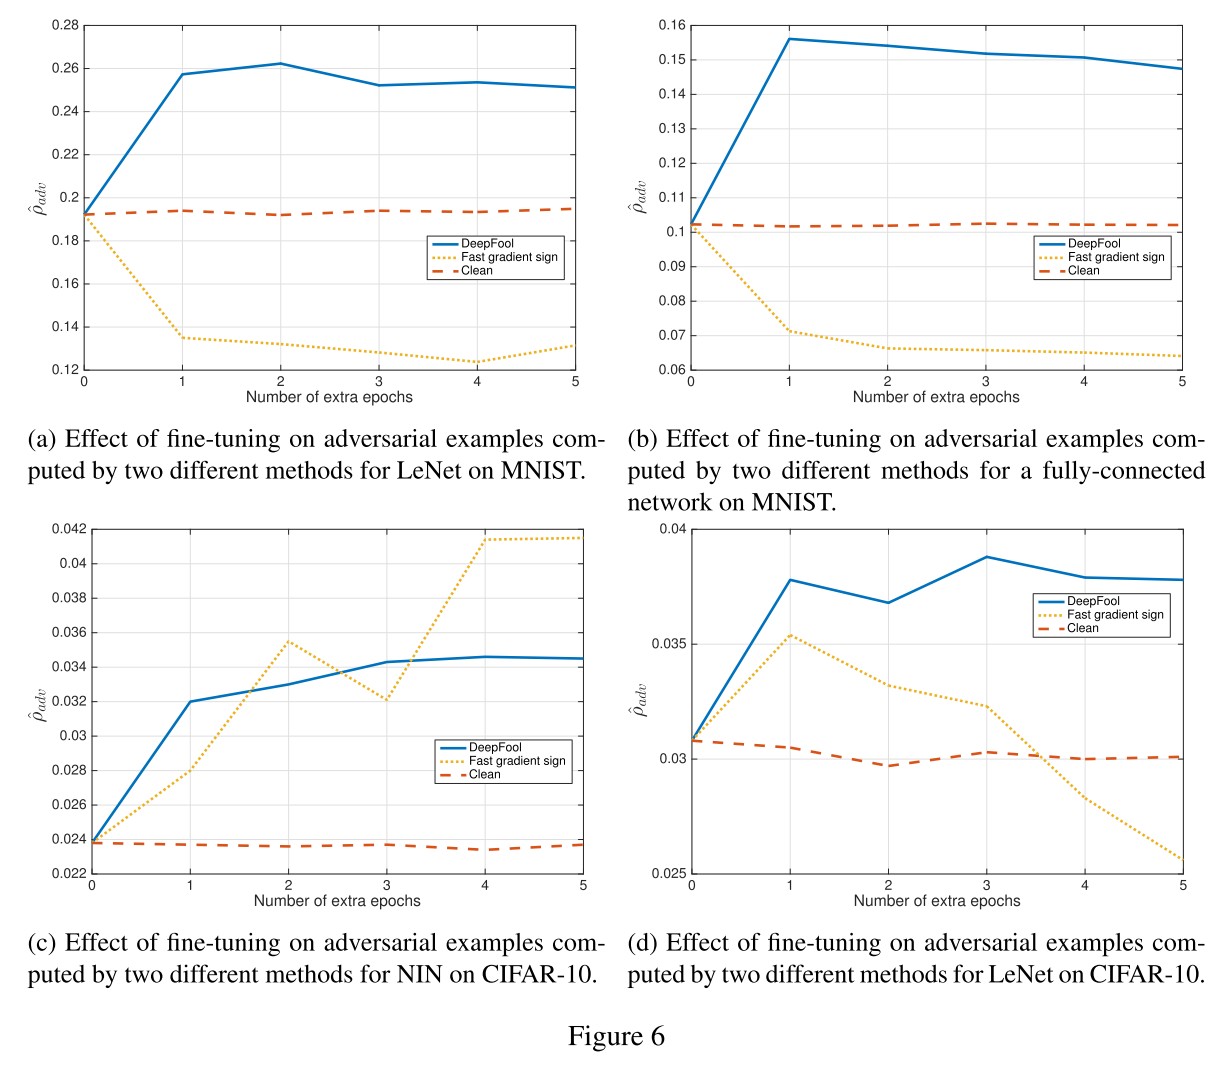 0.28
0.26
0.24
0.22
0.2
0.18
0.16
0.14
0.12
ρ̂adv
0 1 2 3 4 5
Number of extra epochs
DeepFool
Fast gradient sign
Clean
(a) Effect of fine-tuning on adversarial examples com-
puted by two different methods for LeNet on MNIST.
0.16
0.15
0.14
0.13
0.12
0.11
0.1
0.09
0.08
0.07
0.06
ρ̂adv
0 1 2 3 4 5
Number of extra epochs
DeepFool
Fast gradient sign
Clean
(b) Effect of fine-tuning on adversarial examples com-
puted by two different methods for a fully-connected
network on MNIST.
0.042
0.04
0.038
0.036
0.034
0.032
0.03
0.028
0.026
0.024
0.022
ρ̂adv
0 1 2 3 4 5
Number of extra epochs
DeepFool
Fast gradient sign
Clean
(c) Effect of fine-tuning on adversarial examples com-
puted by two different methods for NIN on CIFAR-10.
0.04
0.035
0.03
0.025
ρ̂adv
0 1 2 3 4 5
Number of extra epochs
DeepFool
Fast gradient sign
Clean
(d) Effect of fine-tuning on adversarial examples com-
puted by two different methods for LeNet on CIFAR-10.
Figure 6